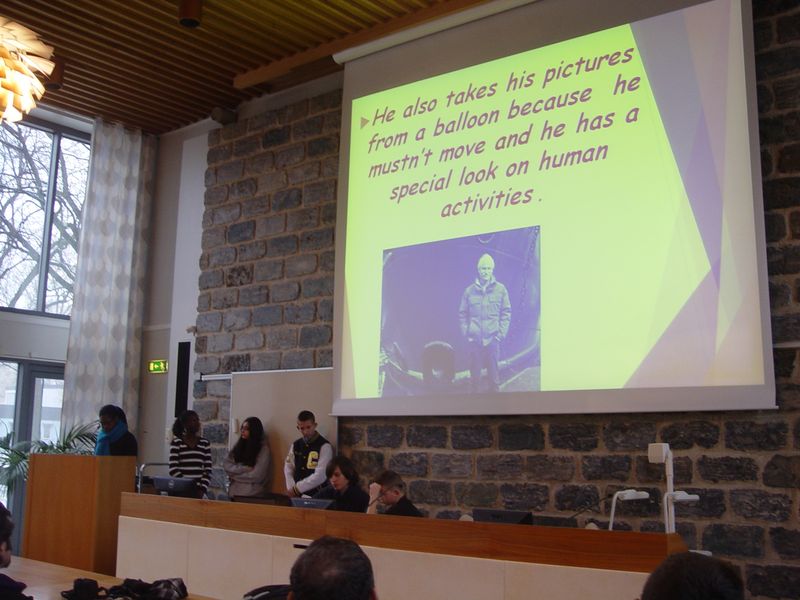 He also takes his pictures
from a balloon because he
mustn't move and he has a
special look on human
activities .
C